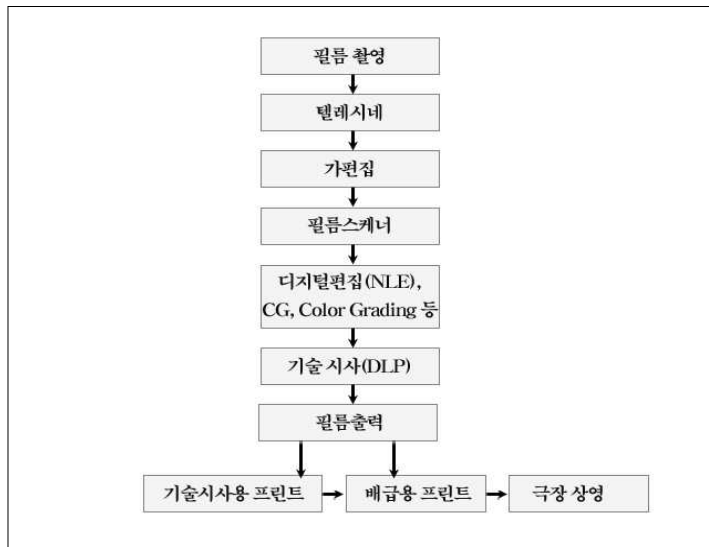 필름 촬영
텔레시네
가편집
필름스케너
디지털편집(NLE),
CG, Color Grading 등
기술 시사(DLP)
필름출력
기술시사용 프린트
배급용 프린트
극장 상영